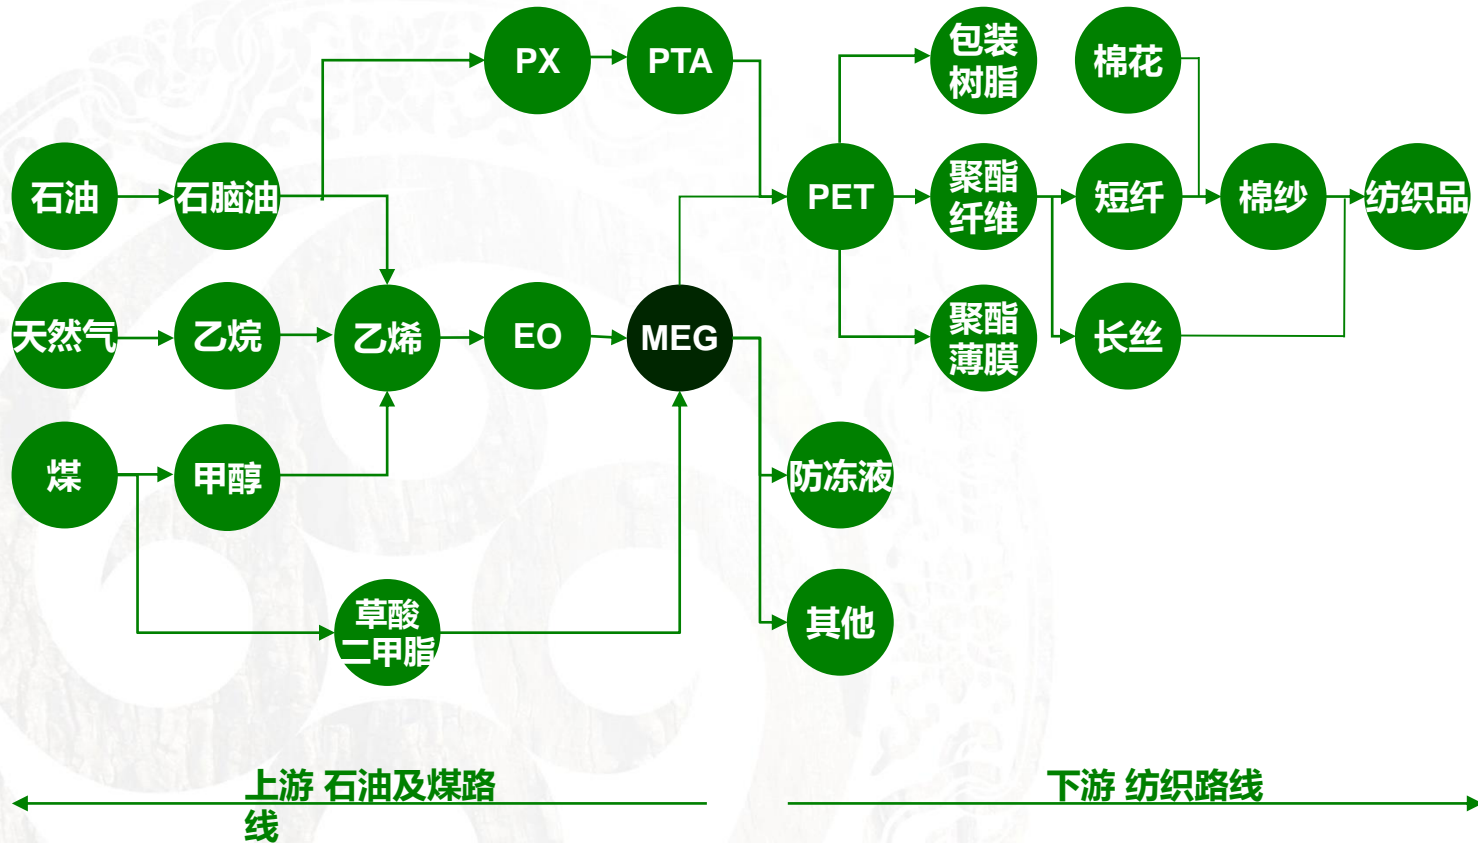 PX
PTA
包装
树脂
棉花
石油
石脑油
PET
聚酯
纤维
短纤
棉纱
纺织品
天然气
乙烷
乙烯
EO
MEG
聚酯
薄膜
长丝
煤
甲醇
防冻液
草酸
二甲脂
其他
上游 石油及煤路
线
下游 纺织路线